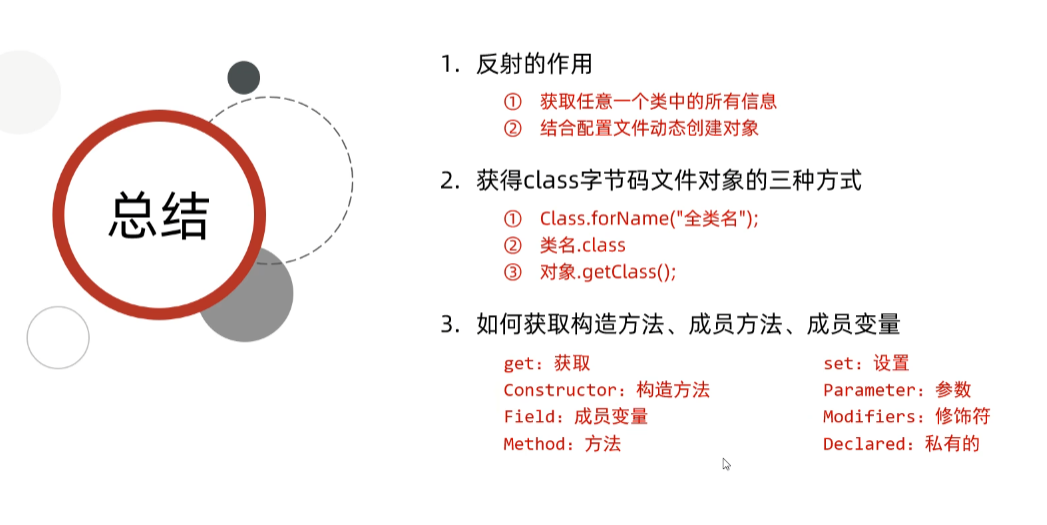 总结
1. 反射的作用
① 获取任意一个类中的所有信息
② 结合配置文件动态创建对象
2. 获得class字节码文件对象的三种方式
① Class.forName("全类名");
② 类名.class
③ 对象.getClass();
3. 如何获取构造方法、成员方法、成员变量
get：获取
Constructor：构造方法
Field：成员变量
Method：方法
set：设置
Parameter：参数
Modifiers：修饰符
Declared：私有的